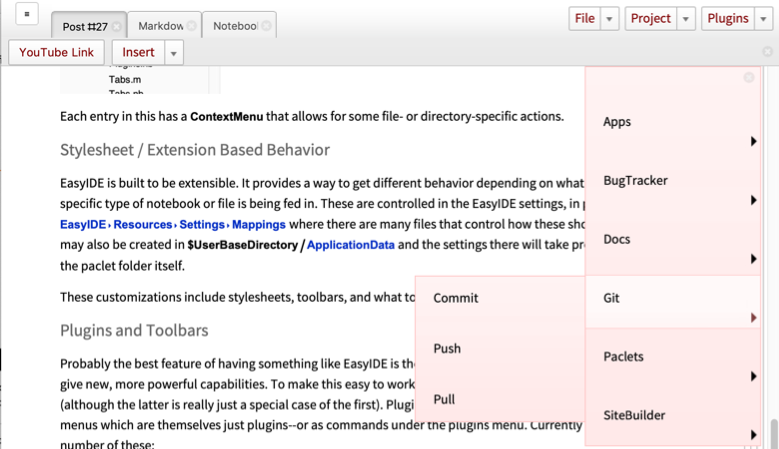 Post #27
Markdow
Notebool
File
Project
Plugins
YouTube Link
Insert
Tabs.m
Tabs.nb
Each entry in this has a ContextMenu that allows for some file- or directory-specific actions.
Stylesheet / Extension Based Behavior
EasyIDE is built to be extensible. It provides a way to get different behavior depending on what
specific type of notebook or file is being fed in. These are controlled in the EasyIDE settings, in
EasyIDE › Resources › Settings › Mappings where there are many files that control how these
may also be created in $UserBaseDirectory / ApplicationData and the settings there will take
the paclet folder itself.
These customizations include stylesheets, toolbars, and what to
Plugins and Toolbars
Probably the best feature of having something like EasyIDE is
give new, more powerful capabilities. To make this easy to work
(although the latter is really just a special case of the first).
menus which are themselves just plugins--or as commands under the plugins menu. Currently
number of these:
Apps
BugTracker
Docs
Git
Paclets
SiteBuilder
Commit
Push
Pull